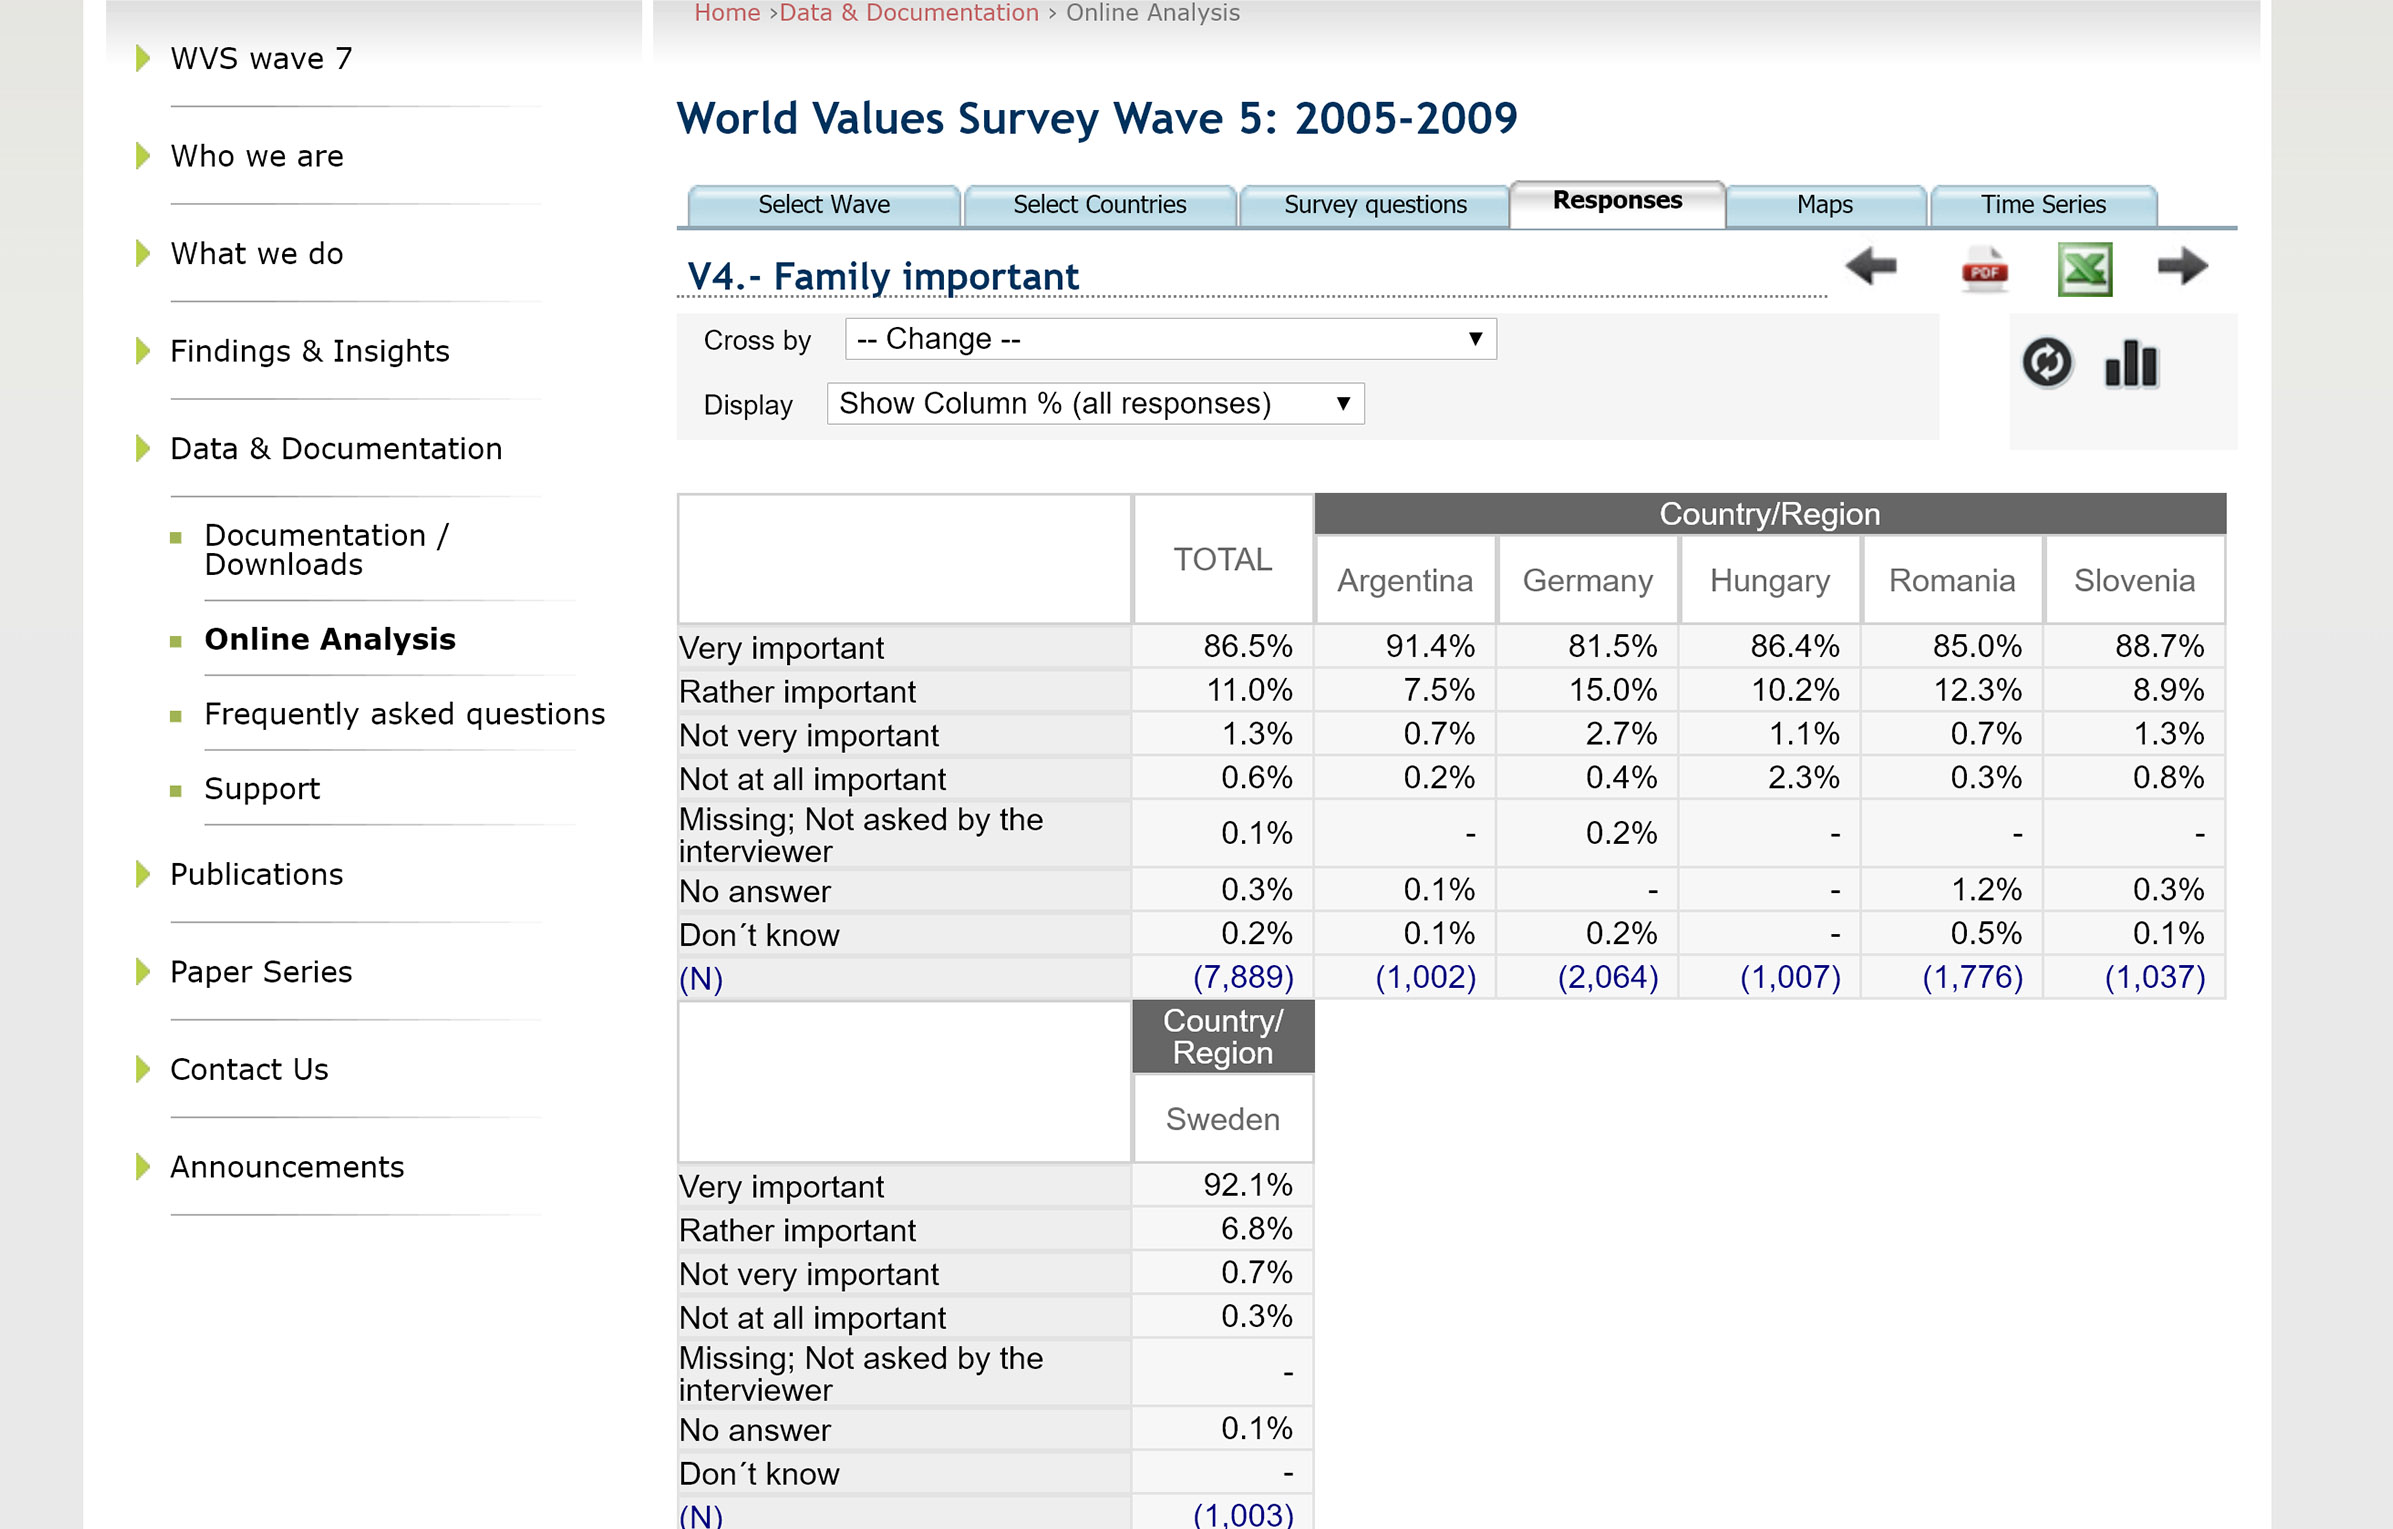 Home ›Data & Documentation › Online Analysis
WVS wave 7
Who we are
What we do
Findings & Insights
Data & Documentation
Documentation /
Downloads
Online Analysis
Frequently asked questions
Support
Publications
Paper Series
Contact Us
Announcements
World Values Survey Wave 5: 2005-2009
Select Wave Select Countries Survey questions Responses Maps Time Series
V4.- Family important
PDF
Cross by -- Change --
Display Show Column % (all responses)
Country/Region
TOTAL Argentina Germany Hungary Romania Slovenia
Very important 86.5% 91.4% 81.5% 86.4% 85.0% 88.7%
Rather important 11.0% 7.5% 15.0% 10.2% 12.3% 8.9%
Not very important 1.3% 0.7% 2.7% 1.1% 0.7% 1.3%
Not at all important 0.6% 0.2% 0.4% 2.3% 0.3% 0.8%
Missing; Not asked by the
interviewer 0.1% - 0.2% - - -
No answer 0.3% 0.1% - - 1.2% 0.3%
Don´t know 0.2% 0.1% 0.2% - 0.5% 0.1%
(N) (7,889) (1,002) (2,064) (1,007) (1,776) (1,037)
Country/
Region
Sweden
Very important 92.1%
Rather important 6.8%
Not very important 0.7%
Not at all important 0.3%
Missing; Not asked by the
interviewer -
No answer 0.1%
Don´t know -
(N) (1,003)